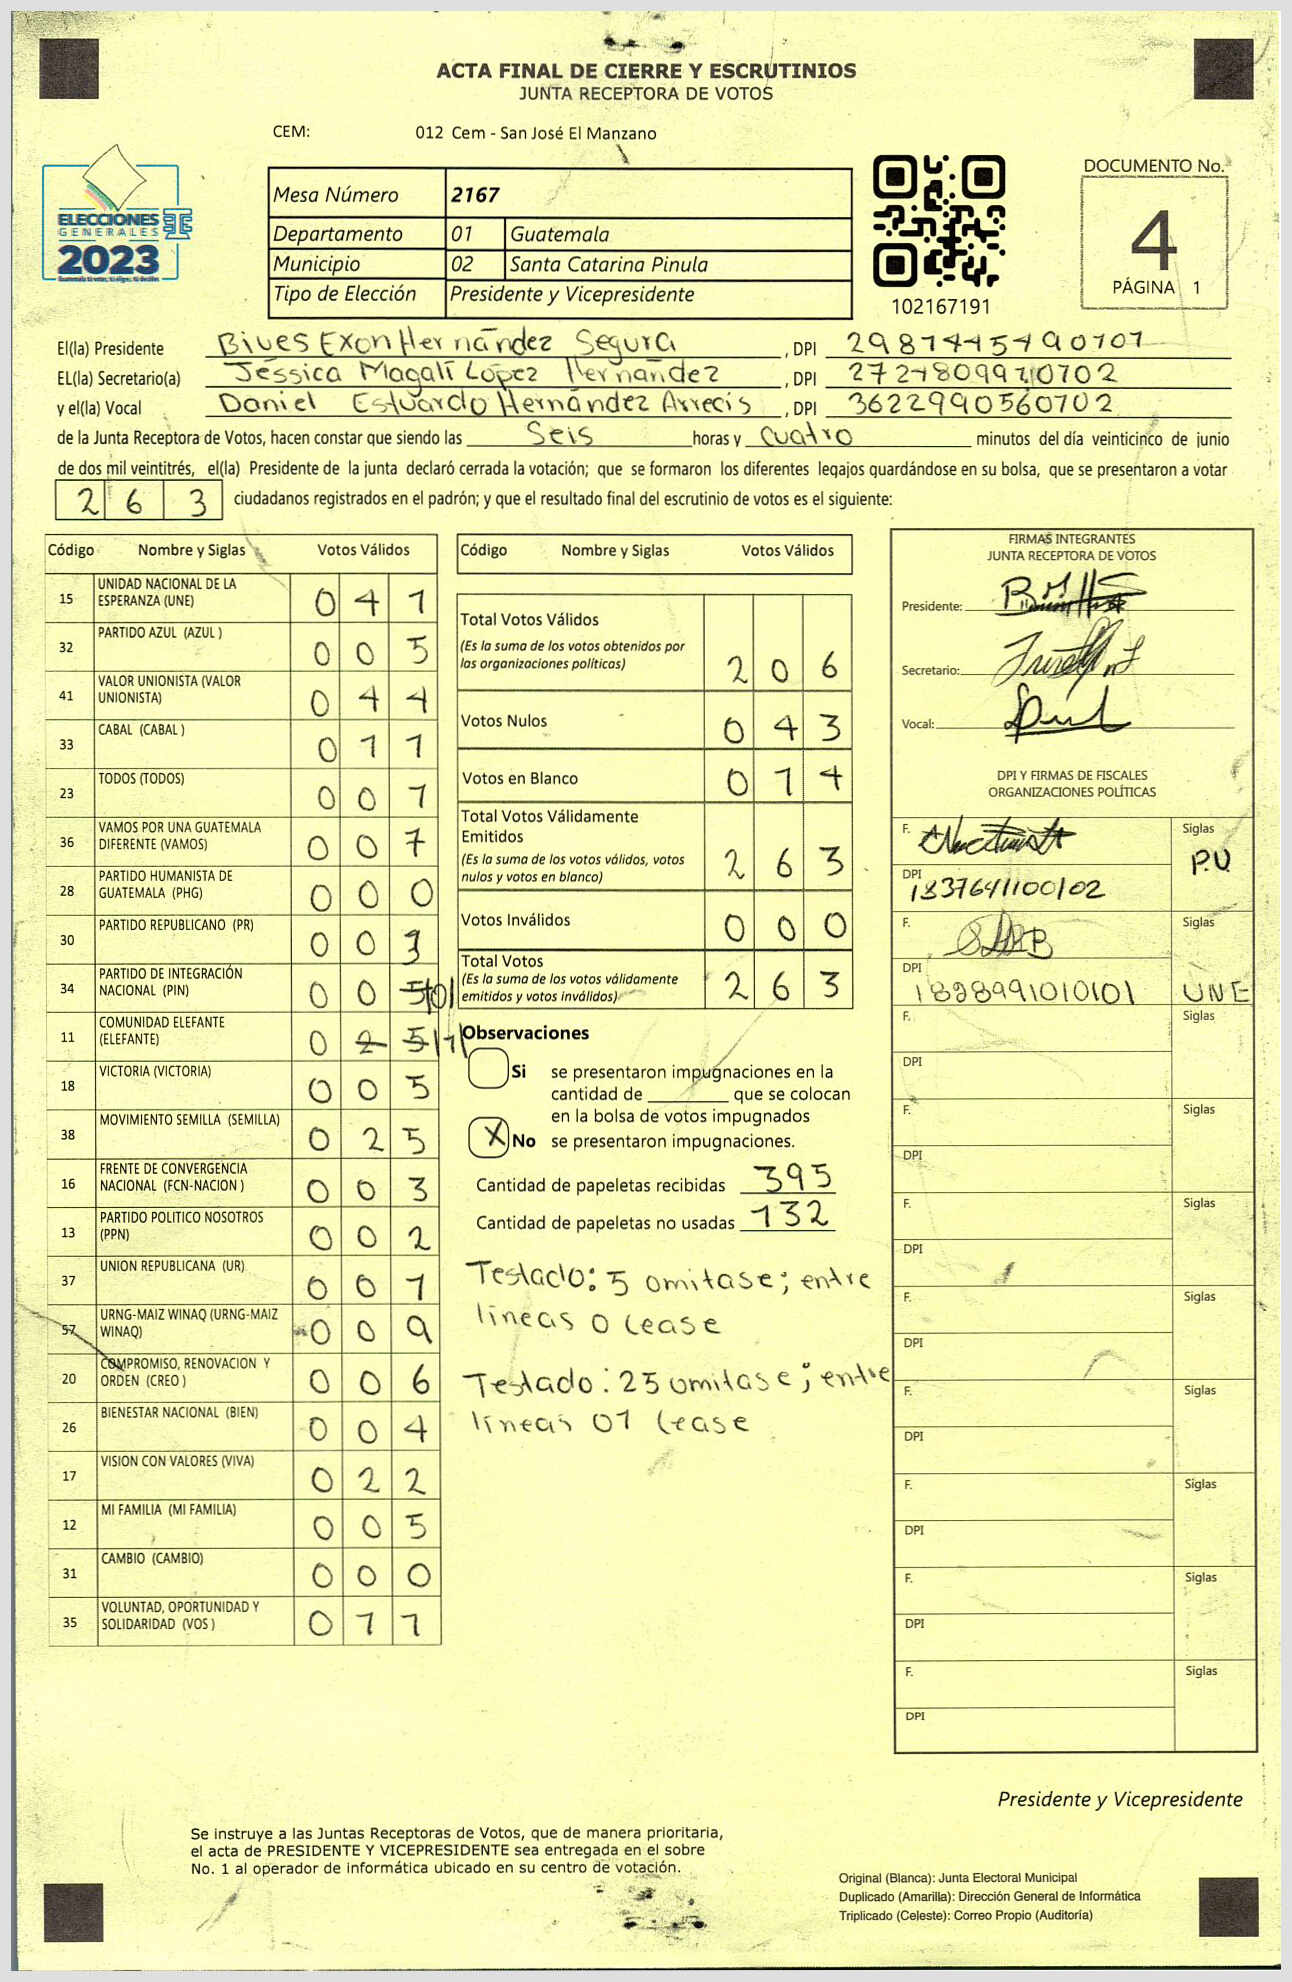 ACTA FINAL DE CIERRE Y ESCRUTINIOS
JUNTA RECEPTORA DE VOTOS
CEM: 012 Cem - San José El Manzano
ELECCIONES
GENERALES
2023
Mesa Número 2167
Departamento 01 Guatemala
Municipio 02 Santa Catarina Pinula
Tipo de Elección Presidente y Vicepresidente
102167191
DOCUMENTO No.
4
PÁGINA 1
El(la) Presidente Bives Exon Hernández Segura , DPI
EL(la) Secretario(a) Jéssica Magalí López Hernández , DPI
y el(la) Vocal Daniel Estuardo Hernández Arrecis , DPI 3622990560702
de la Junta Receptora de Votos, hacen constar que siendo las Seis horas y cuatro minutos del día veinticinco de junio
de dos mil veintitrés, el(la) Presidente de la junta declaró cerrada la votación; que se formaron los diferentes legajos guardándose en su bolsa, que se presentaron a votar
2 6 3 ciudadanos registrados en el padrón; y que el resultado final del escrutinio de votos es el siguiente:
Código Nombre y Siglas Votos Válidos
15 UNIDAD NACIONAL DE LA ESPERANZA (UNE) 0 4 1
32 PARTIDO AZUL (AZUL ) 0 0 5
41 VALOR UNIONISTA (VALOR UNIONISTA) 0 4 4
33 CABAL (CABAL ) 0 1 1
23 TODOS (TODOS) 0 0 1
36 VAMOS POR UNA GUATEMALA DIFERENTE (VAMOS) 0 0 7
28 PARTIDO HUMANISTA DE GUATEMALA (PHG) 0 0 0
30 PARTIDO REPUBLICANO (PR) 0 0 3
34 PARTIDO DE INTEGRACIÓN NACIONAL (PIN) 0 0 5 |0|
11 COMUNIDAD ELEFANTE (ELEFANTE) 0 2 5 |1|
18 VICTORIA (VICTORIA) 0 0 5
38 MOVIMIENTO SEMILLA (SEMILLA) 0 2 5
16 FRENTE DE CONVERGENCIA NACIONAL (FCN-NACION ) 0 0 3
13 PARTIDO POLITICO NOSOTROS (PPN) 0 0 2
37 UNION REPUBLICANA (UR) 0 0 1
57 URNG-MAIZ WINAQ (URNG-MAIZ WINAQ) 0 0 9
20 COMPROMISO, RENOVACION Y ORDEN (CREO ) 0 0 6
26 BIENESTAR NACIONAL (BIEN) 0 0 4
17 VISION CON VALORES (VIVA) 0 2 2
12 MI FAMILIA (MI FAMILIA) 0 0 5
31 CAMBIO (CAMBIO) 0 0 0
35 VOLUNTAD, OPORTUNIDAD Y SOLIDARIDAD (VOS ) 0 1 1
Código Nombre y Siglas Votos Válidos
Total Votos Válidos
(Es la suma de los votos obtenidos por
las organizaciones políticas) 2 0 6
Votos Nulos 0 4 3
Votos en Blanco 0 1 4
Total Votos Válidamente
Emitidos
(Es la suma de los votos válidos, votos
nulos y votos en blanco) 2 6 3
Votos Inválidos 0 0 0
Total Votos
(Es la suma de los votos válidamente
emitidos y votos inválidos) 2 6 3
Observaciones
Si se presentaron impugnaciones en la
cantidad de ________ que se colocan
en la bolsa de votos impugnados
X No se presentaron impugnaciones.
Cantidad de papeletas recibidas 395
Cantidad de papeletas no usadas 132
Testado: 5 omitase; entre
lineas 0 lease
Testado: 25 omitase; entre
lineas 01 lease
FIRMAS INTEGRANTES
JUNTA RECEPTORA DE VOTOS
Presidente:
Secretario:
Vocal:
DPI Y FIRMAS DE FISCALES
ORGANIZACIONES POLÍTICAS
F. Siglas
P.U
DPI
F. Siglas
DPI
1828991010101 UNE
F. Siglas
DPI
F. Siglas
DPI
F. Siglas
DPI
F. Siglas
DPI
F. Siglas
DPI
F. Siglas
DPI
F. Siglas
DPI
F. Siglas
DPI
Presidente y Vicepresidente
Se instruye a las Juntas Receptoras de Votos, que de manera prioritaria,
el acta de PRESIDENTE Y VICEPRESIDENTE sea entregada en el sobre
No. 1 al operador de informática ubicado en su centro de votación.
Original (Blanca): Junta Electoral Municipal
Duplicado (Amarilla): Dirección General de Informática
Triplicado (Celeste): Correo Propio (Auditoría)